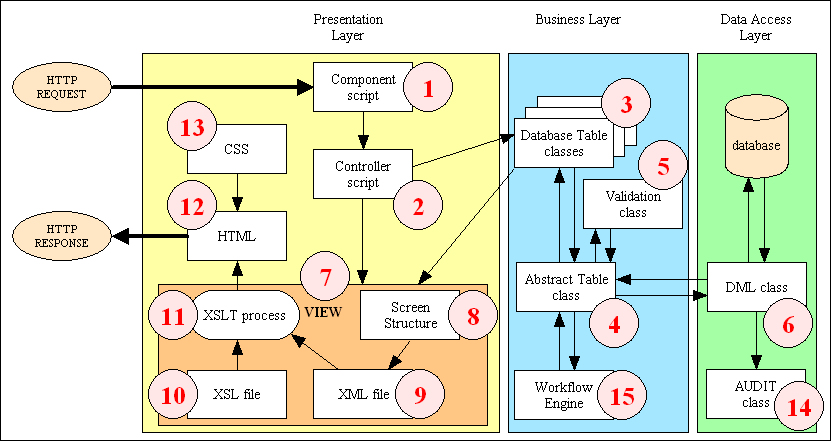 Presentation
Layer
Business Layer
Data Access
Layer
HTTP
REQUEST
Component
script
1
13
CSS
Controller
script
2
Database Table
classes
3
database
5
Validation
class
12
HTML
HTTP
RESPONSE
7
VIEW
11
XSLT process
Screen
Structure
8
Abstract Table
class
4
DML class
6
10
XSL file
XML file
9
Workflow
Engine
15
AUDIT
class
14